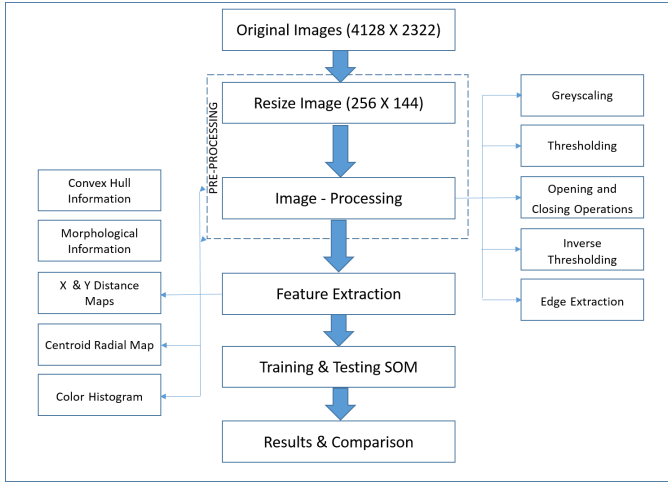 Original Images (4128 X 2322)
PRE-PROCESSING
Resize Image (256 X 144)
Image - Processing
Feature Extraction
Training & Testing SOM
Results & Comparison
Convex Hull
Information
Morphological
Information
X & Y Distance
Maps
Centroid Radial Map
Color Histogram
Greyscaling
Thresholding
Opening and
Closing Operations
Inverse
Thresholding
Edge Extraction